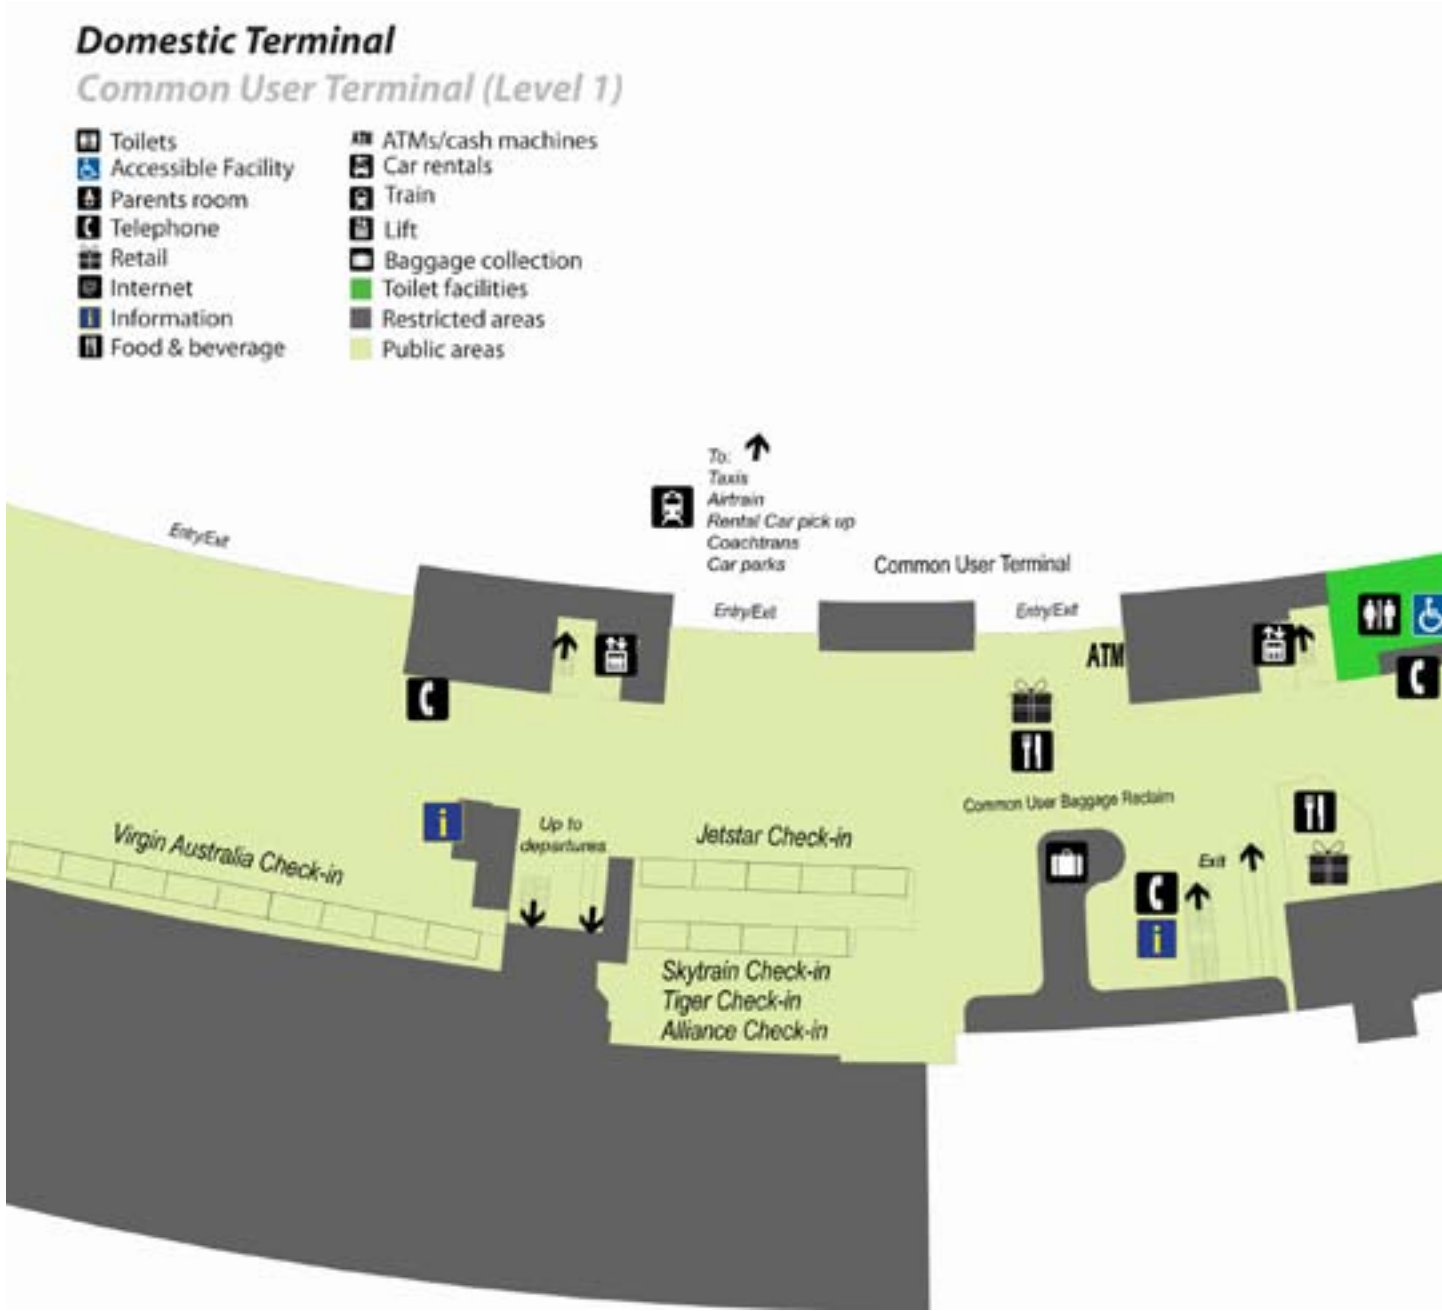 Domestic Terminal
Common User Terminal (Level 1)
Toilets
Accessible Facility
Parents room
Telephone
Retail
Internet
Information
Food & beverage
ATM ATMs/cash machines
Car rentals
Train
Lift
Baggage collection
Toilet facilities
Restricted areas
Public areas
To:
Taxis
Airtrain
Rental Car pick up
Coachtrans
Car parks
Common User Terminal
Entry/Exit
Entry/Exit
Entry/Exit
ATM
Common User Baggage Reclaim
Virgin Australia Check-in
i
Up to
departures
Jetstar Check-in
Exit
i
Skytrain Check-in
Tiger Check-in
Alliance Check-in